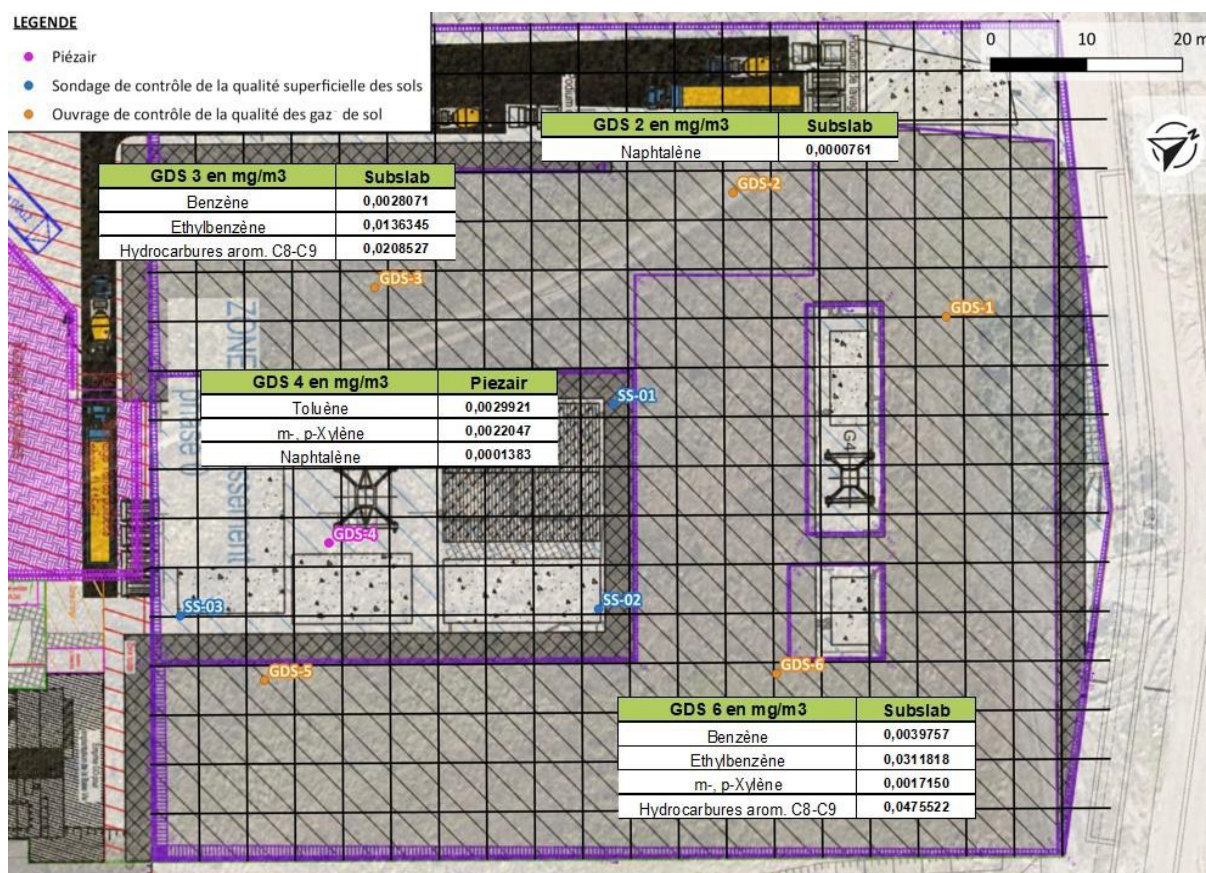 LEGENDE
Piézair
Sondage de contrôle de la qualité superficielle des sols
Ouvrage de contrôle de la qualité des gaz de sol
0 10 20 m
N
GDS 2 en mg/m3 Subslab
Naphtalène 0,0000761
GDS 3 en mg/m3 Subslab
Benzène 0,0028071
Ethylbenzène 0,0136345
Hydrocarbures arom. C8-C9 0,0208527
GDS-2
GDS-3
GDS-1
ZONE
GDS 4 en mg/m3 Piezair
Toluène 0,0029921
m-, p-Xylène 0,0022047
Naphtalène 0,0001383
SS-01
G4
GDS-4
SS-03
SS-02
GDS-5
GDS-6
GDS 6 en mg/m3 Subslab
Benzène 0,0039757
Ethylbenzène 0,0311818
m-, p-Xylène 0,0017150
Hydrocarbures arom. C8-C9 0,0475522